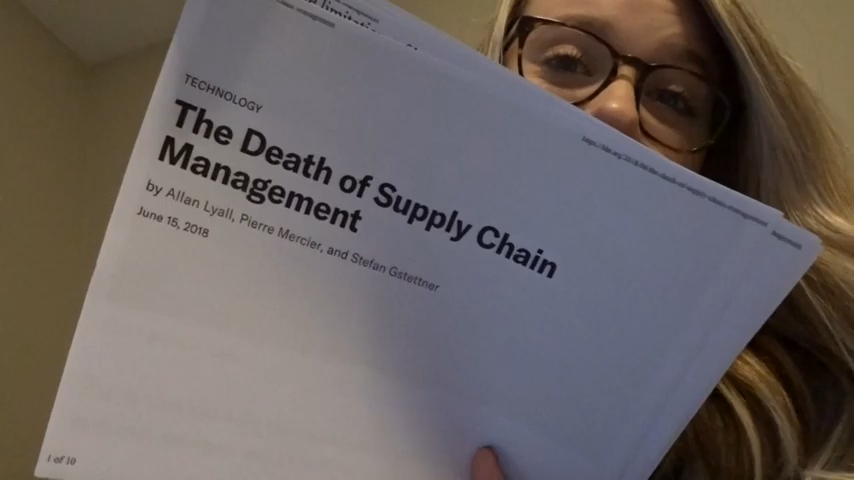 TECHNOLOGY
The Death of Supply Chain
Management
by Allan Lyall, Pierre Mercier, and Stefan Gstettner
June 15, 2018
1 of 10